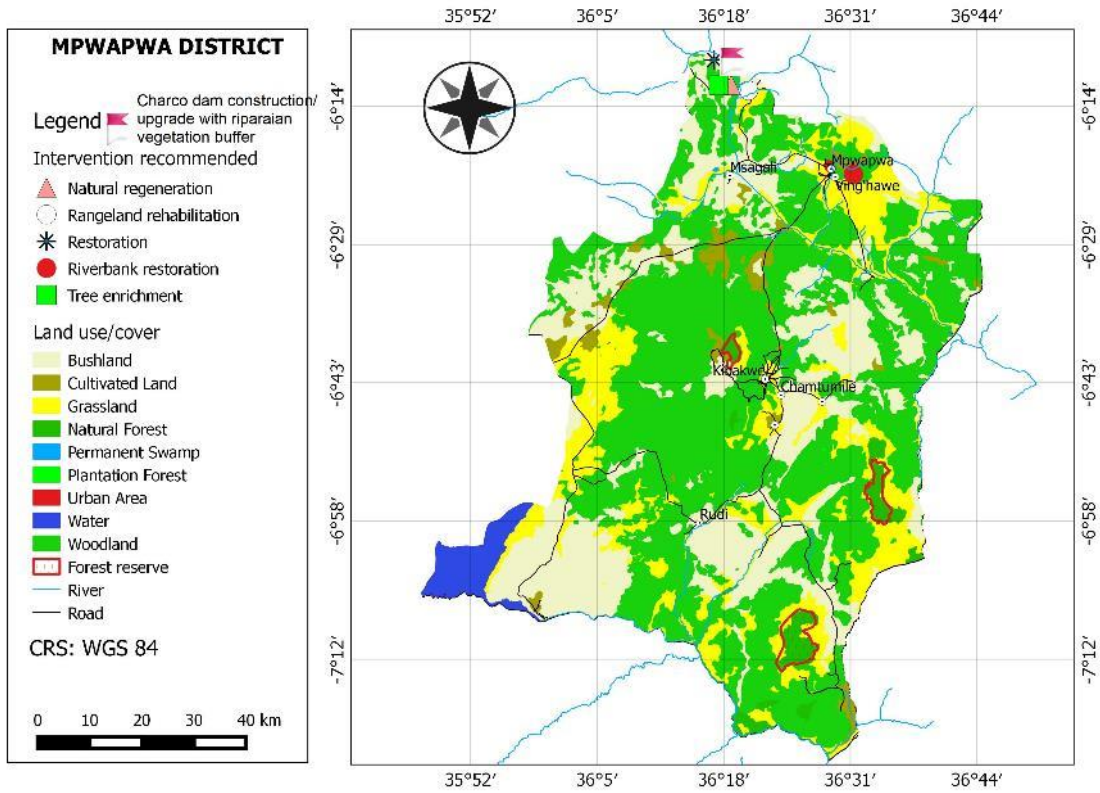 MPWAPWA DISTRICT
Legend
Charco dam construction/
upgrade with riparaian
vegetation buffer
Intervention recommended
Natural regeneration
Rangeland rehabilitation
Restoration
Riverbank restoration
Tree enrichment
Land use/cover
Bushland
Cultivated Land
Grassland
Natural Forest
Permanent Swamp
Plantation Forest
Urban Area
Water
Woodland
Forest reserve
River
Road
CRS: WGS 84
0 10 20 30 40 km
35°52′ 36°5′ 36°18′ 36°31′ 36°44′
-6°14′ -6°14′
Mpwapwa
Msagali
Ving'hawe
-6°29′ -6°29′
Kibakwe
-6°43′ -6°43′
Chamtumile
Rudi
-6°58′ -6°58′
-7°12′ -7°12′
35°52′ 36°5′ 36°18′ 36°31′ 36°44′